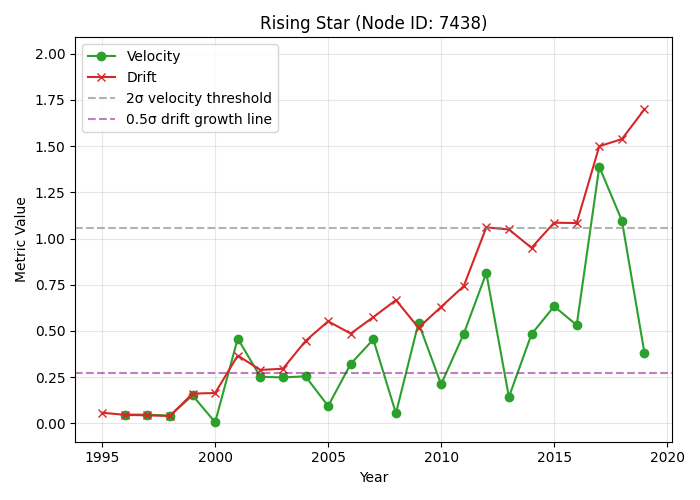 Rising Star (Node ID: 7438)
Velocity
Drift
2σ velocity threshold
0.5σ drift growth line
Metric Value
2.00
1.75
1.50
1.25
1.00
0.75
0.50
0.25
0.00
1995
2000
2005
2010
2015
2020
Year